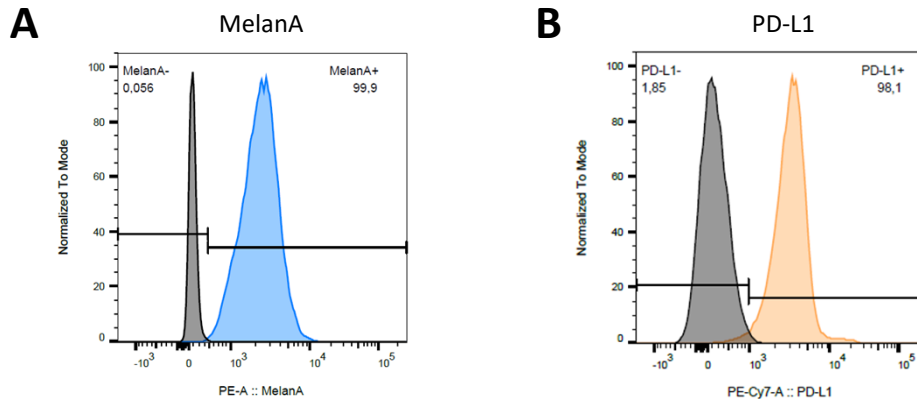 A
MelanA
MelanA-
0,056
MelanA+
99,9
Normalized To Mode
100
80
60
40
20
0
-10³ 0 10³ 10⁴ 10⁵
PE-A :: MelanA
B
PD-L1
PD-L1-
1,85
PD-L1+
98,1
Normalized To Mode
100
80
60
40
20
0
-10³ 0 10³ 10⁴ 10⁵
PE-Cy7-A :: PD-L1